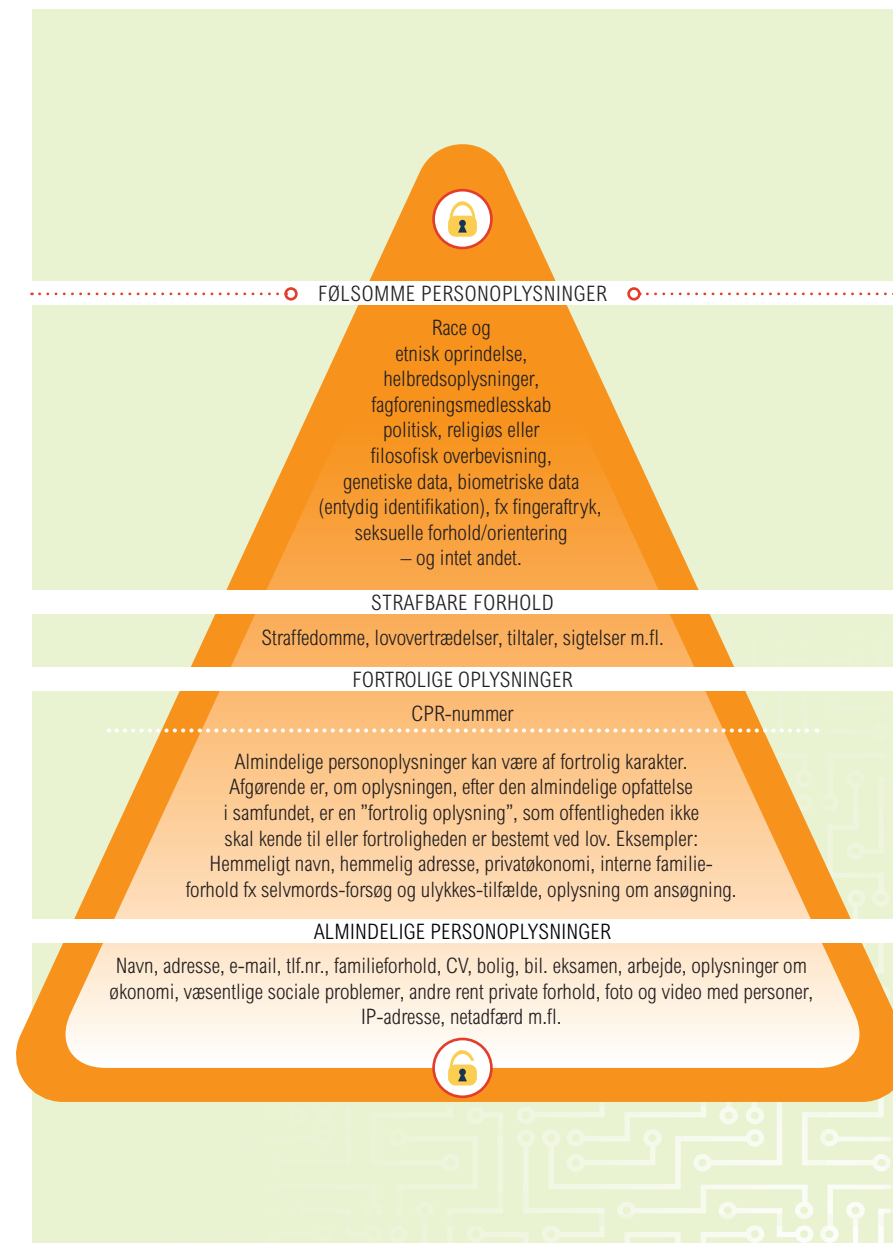 FØLSOMME PERSONOPLYSNINGER
Race og
etnisk oprindelse,
helbredsoplysninger,
fagforeningsmedlesskab
politisk, religiøs eller
filosofisk overbevisning,
genetiske data, biometriske data
(entydig identifikation), fx fingeraftryk,
seksuelle forhold/orientering
– og intet andet.
STRAFBARE FORHOLD
Straffedomme, lovovertrædelser, tiltaler, sigtelser m.fl.
FORTROLIGE OPLYSNINGER
CPR-nummer
Almindelige personoplysninger kan være af fortrolig karakter.
Afgørende er, om oplysningen, efter den almindelige opfattelse
i samfundet, er en ”fortrolig oplysning”, som offentligheden ikke
skal kende til eller fortroligheden er bestemt ved lov. Eksempler:
Hemmeligt navn, hemmelig adresse, privatøkonomi, interne familie-
forhold fx selvmords-forsøg og ulykkes-tilfælde, oplysning om ansøgning.
ALMINDELIGE PERSONOPLYSNINGER
Navn, adresse, e-mail, tlf.nr., familieforhold, CV, bolig, bil. eksamen, arbejde, oplysninger om
økonomi, væsentlige sociale problemer, andre rent private forhold, foto og video med personer,
IP-adresse, netadfærd m.fl.